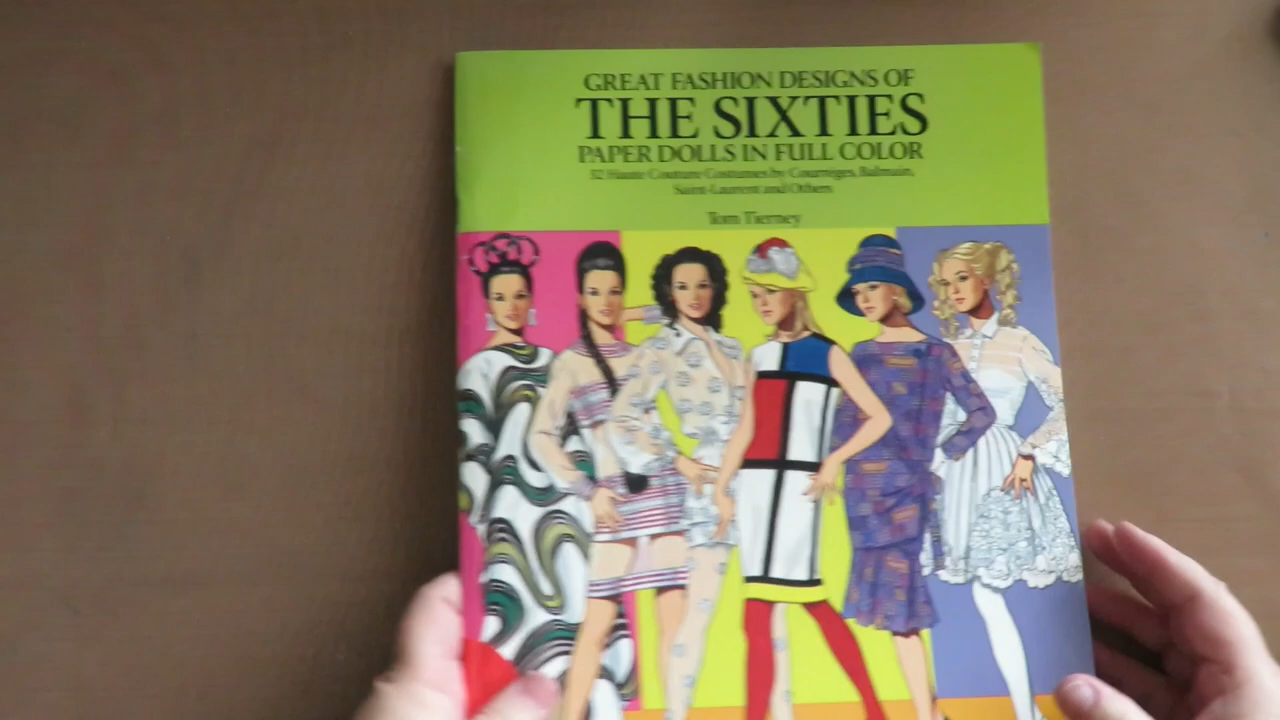 GREAT FASHION DESIGNS OF
THE SIXTIES
PAPER DOLLS IN FULL COLOR
32 Haute Couture Costumes by Courrèges, Balmain,
Saint-Laurent and Others
Tom Tierney